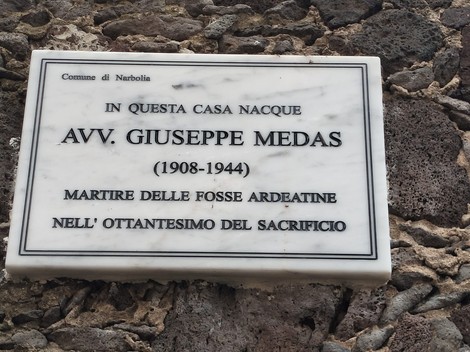 Comune di Narbolia
IN QUESTA CASA NACQUE
AVV. GIUSEPPE MEDAS
(1908-1944)
MARTIRE DELLE FOSSE ARDEATINE
NELL' OTTANTESIMO DEL SACRIFICIO